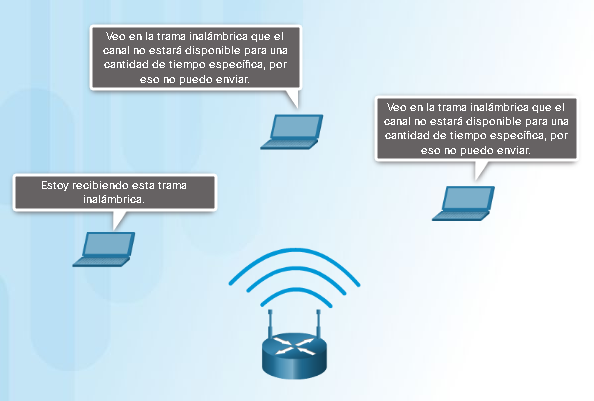 Veo en la trama inalámbrica que el
canal no estará disponible para una
cantidad de tiempo específica, por
eso no puedo enviar.
Veo en la trama inalámbrica que el
canal no estará disponible para una
cantidad de tiempo específica, por
eso no puedo enviar.
Estoy recibiendo esta trama
inalámbrica.